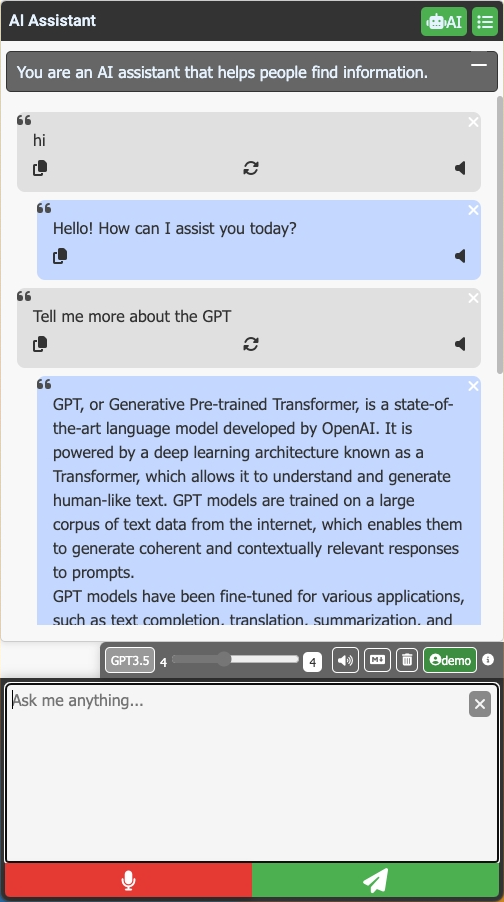 AI Assistant
AI
You are an AI assistant that helps people find information.
hi
Hello! How can I assist you today?
Tell me more about the GPT
GPT, or Generative Pre-trained Transformer, is a state-of-
the-art language model developed by OpenAI. It is
powered by a deep learning architecture known as a
Transformer, which allows it to understand and generate
human-like text. GPT models are trained on a large
corpus of text data from the internet, which enables them
to generate coherent and contextually relevant responses
to prompts.
GPT models have been fine-tuned for various applications,
such as text completion, translation, summarization, and
GPT3.5 4 4 demo
Ask me anything...